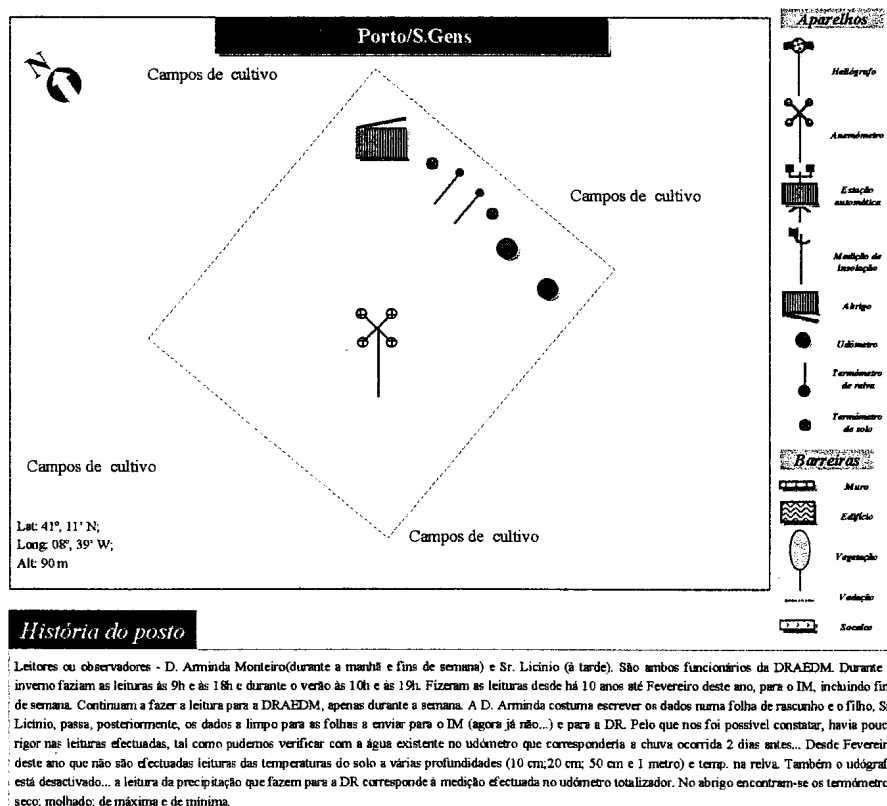 Porto/S.Gens
N
Campos de cultivo
Campos de cultivo
Campos de cultivo
Campos de cultivo
Lat: 41º, 11' N;
Long: 08º, 39' W;
Alt: 90 m
Aparelhos
Heliógrafo
Anemómetro
Estação
automática
Medição de
insolação
Abrigo
Udómetro
Termómetro
de relva
Termómetro
de solo
Barreiras
Muro
Edifício
Vegetação
Vedação
Socalco
História do posto
Leitores ou observadores - D. Arminda Monteiro(durante a manhã e fins de semana) e Sr. Licínio (à tarde). São ambos funcionários da DRAEDM. Durante
inverno faziam as leituras às 9h e às 18h e durante o verão às 10h e às 19h. Fizeram as leituras desde há 10 anos até Fevereiro deste ano, para o IM, incluindo fin
de semana. Continuam a fazer a leitura para a DRAEDM, apenas durante a semana. A D. Arminda costuma escrever os dados numa folha de rascunho e o filho, S
Licínio, passa, posteriormente, os dados a limpo para as folhas a enviar para o IM (agora já não...) e para a DR. Pelo que nos foi possível constatar, havia pouc
rigor nas leituras efectuadas, tal como pudemos verificar com a água existente no udómetro que corresponderia a chuva ocorrida 2 dias antes... Desde Fevereir
deste ano que não são efectuadas leituras das temperaturas do solo a várias profundidades (10 cm;20 cm; 50 cm e 1 metro) e temp. na relva. Também o udógraf
está desactivado... a leitura da precipitação que fazem para a DR corresponde à medição efectuada no udómetro totalizador. No abrigo encontram-se os termómetro
seco; molhado; de máxima e de mínima.